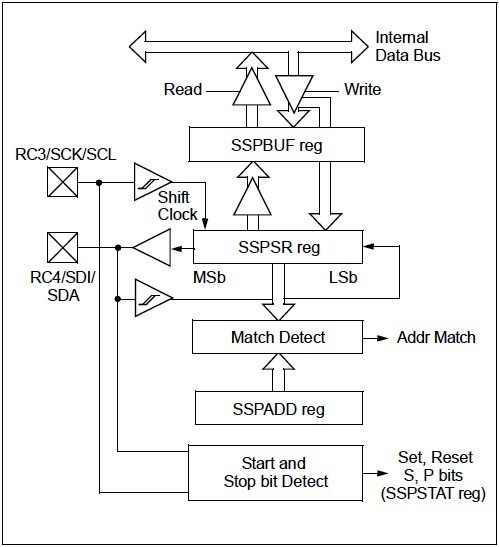 Internal
Data Bus
Read
Write
SSPBUF reg
RC3/SCK/SCL
Shift
Clock
SSPSR reg
MSb
LSb
RC4/SDI/
SDA
Match Detect
Addr Match
SSPADD reg
Start and
Stop bit Detect
Set, Reset
S, P bits
(SSPSTAT reg)